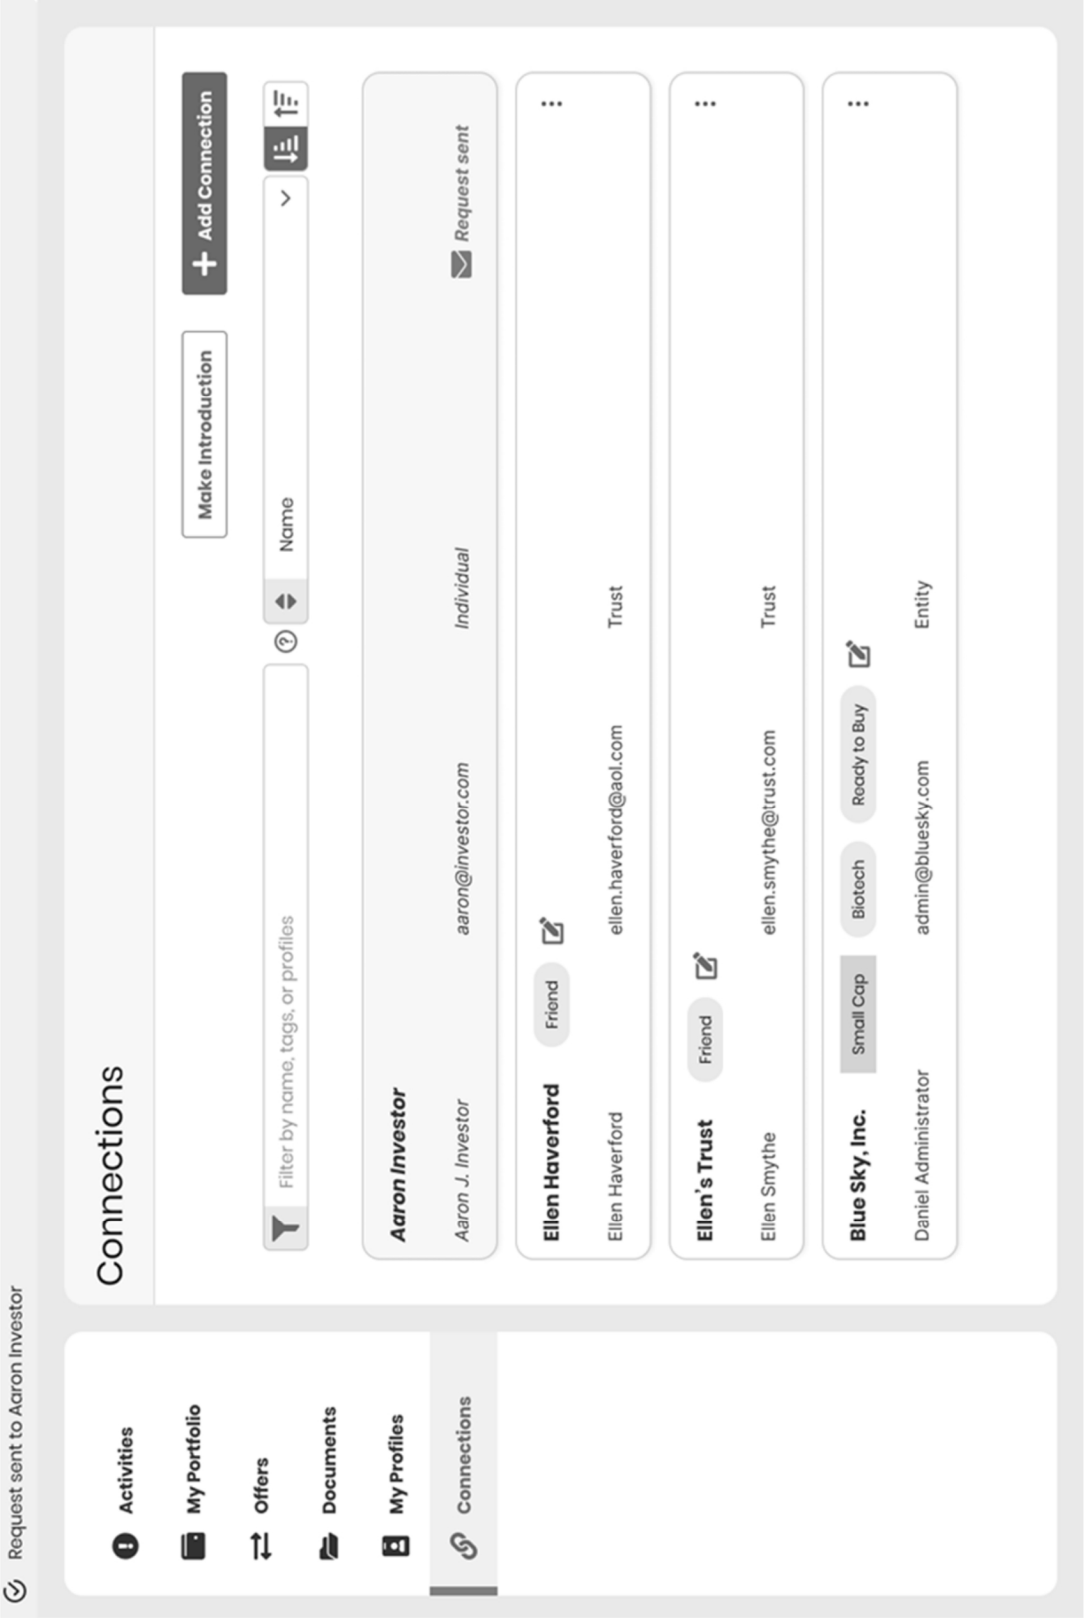 Request sent to Aaron Investor
Activities
My Portfolio
Offers
Documents
My Profiles
Connections
Connections
Make Introduction
+ Add Connection
Filter by name, tags, or profiles
? Name
Aaron Investor
Aaron J. Investor aaron@investor.com Individual Request sent
Ellen Haverford Friend
Ellen Haverford ellen.haverford@aol.com Trust
Ellen's Trust Friend
Ellen Smythe ellen.smythe@trust.com Trust
Blue Sky, Inc. Small Cap Biotech Ready to Buy
Daniel Administrator admin@bluesky.com Entity